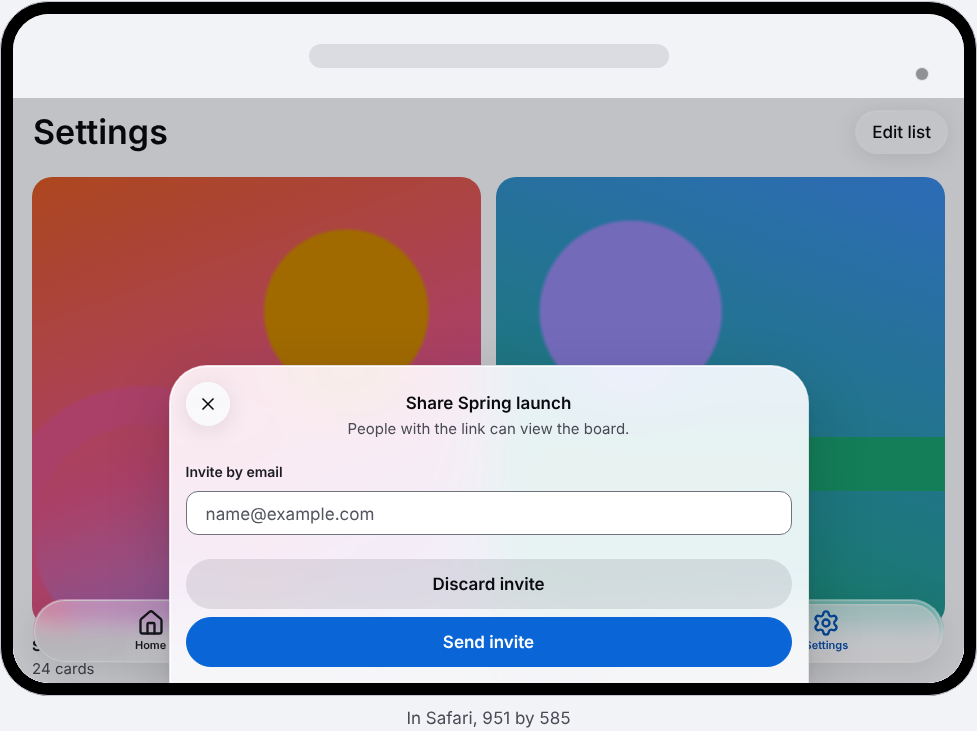 Settings
Edit list
Share Spring launch
People with the link can view the board.
Invite by email
name@example.com
Discard invite
Send invite
Home
Settings
24 cards
In Safari, 951 by 585